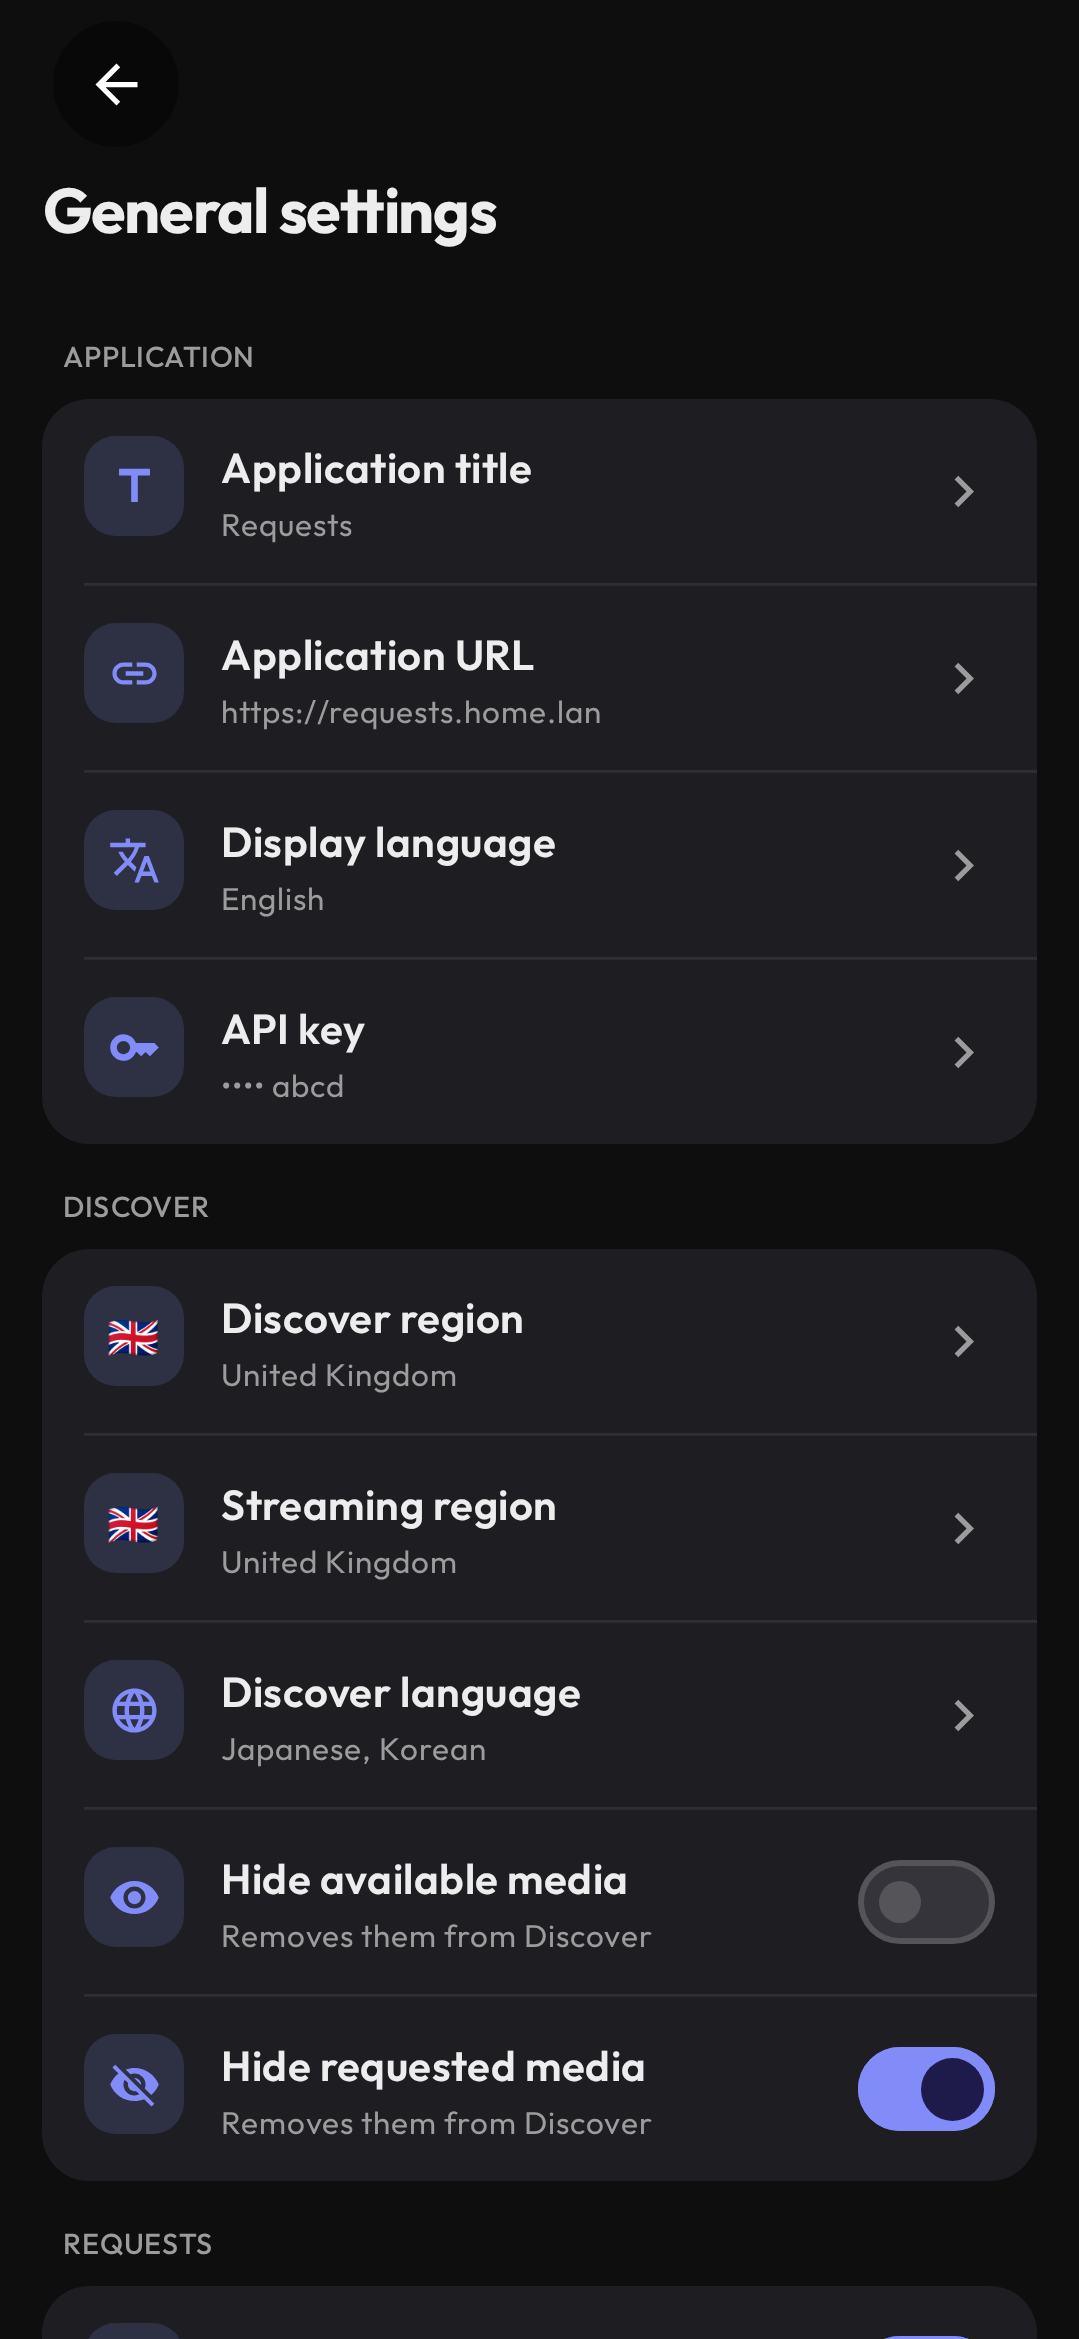 General settings
APPLICATION
Application title
Requests
Application URL
https://requests.home.lan
Display language
English
API key
•••• abcd
DISCOVER
Discover region
United Kingdom
Streaming region
United Kingdom
Discover language
Japanese, Korean
Hide available media
Removes them from Discover
Hide requested media
Removes them from Discover
REQUESTS